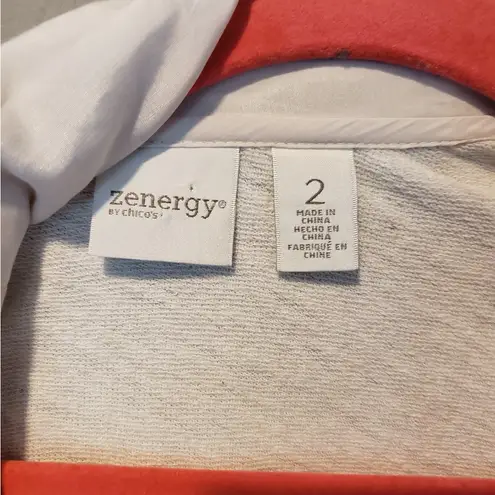 zenergy®
BY chico's
2
MADE IN
CHINA
HECHO EN
CHINA
FABRIQUÉ EN
CHINE